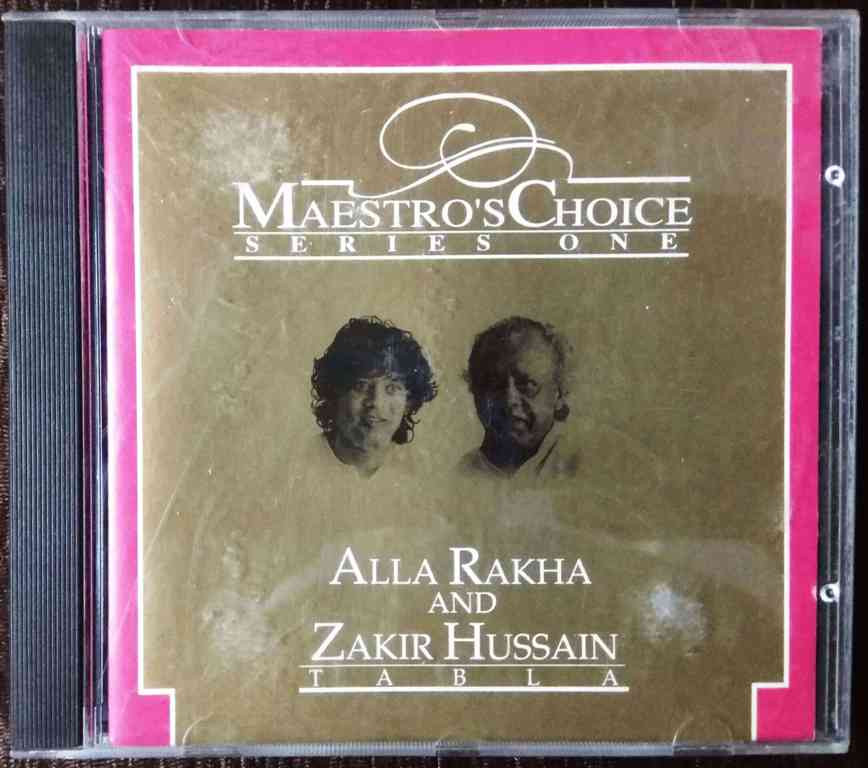 MAESTRO'S CHOICE
SERIES ONE
ALLA RAKHA
AND
ZAKIR HUSSAIN
TABLA